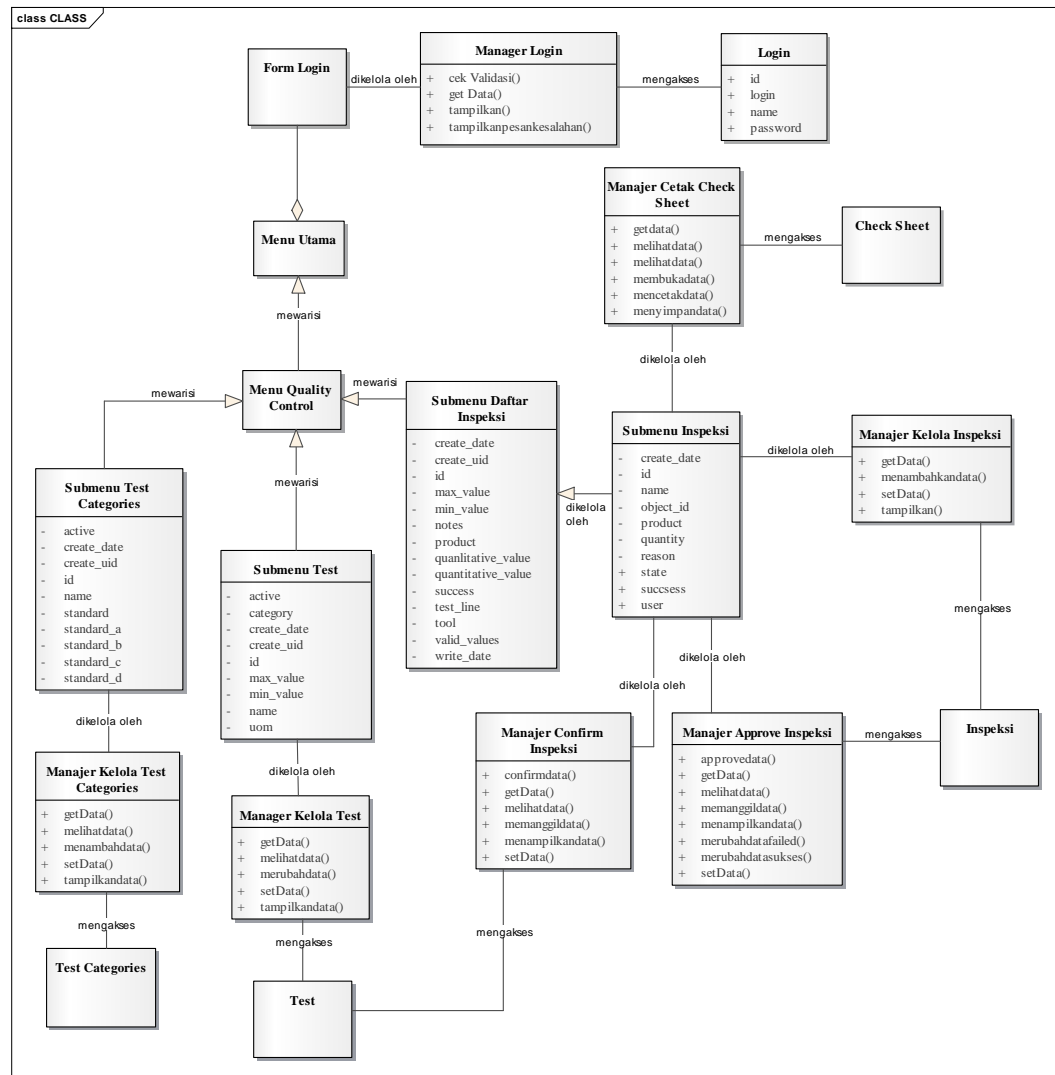 class CLASS
Form Login
dikelola oleh
Manager Login
+ cek Validasi()
+ get Data()
+ tampilkan()
+ tampilkanpesankesalahan()
mengakses
Login
+ id
+ login
+ name
+ password
Menu Utama
mewarisi
Manajer Cetak Check
Sheet
+ getdata()
+ melihatdata()
+ melihatdata()
+ membukadata()
+ mencetakdata()
+ menyimpandata()
mengakses
Check Sheet
dikelola oleh
Menu Quality
Control
mewarisi
mewarisi
mewarisi
Submenu Daftar
Inspeksi
- create_date
- create_uid
- id
- max_value
- min_value
- notes
- product
- quanlitative_value
- quantitative_value
- success
- test_line
- tool
- valid_values
- write_date
dikelola
oleh
Submenu Inspeksi
- create_date
- id
- name
- object_id
- product
- quantity
- reason
+ state
+ succsess
+ user
dikelola oleh
Manajer Kelola Inspeksi
+ getData()
+ menambahkandata()
+ setData()
+ tampilkan()
mengakses
Submenu Test
Categories
- active
- create_date
- create_uid
- id
- name
- standard
- standard_a
- standard_b
- standard_c
- standard_d
dikelola oleh
Submenu Test
- active
- category
- create_date
- create_uid
- id
- max_value
- min_value
- name
- uom
dikelola oleh
dikelola oleh
dikelola oleh
Manajer Kelola Test
Categories
+ getData()
+ melihatdata()
+ menambahdata()
+ setData()
+ tampilkandata()
mengakses
Test Categories
Manager Kelola Test
+ getData()
+ melihatdata()
+ merubahdata()
+ setData()
+ tampilkandata()
mengakses
Test
Manajer Confirm
Inspeksi
+ confirmdata()
+ getData()
+ melihatdata()
+ memanggildata()
+ menampilkandata()
+ setData()
mengakses
Manajer Approve Inspeksi
+ approvedata()
+ getData()
+ melihatdata()
+ memanggildata()
+ menampilkandata()
+ merubahdatafailed()
+ merubahdatasukses()
+ setData()
mengakses
Inspeksi